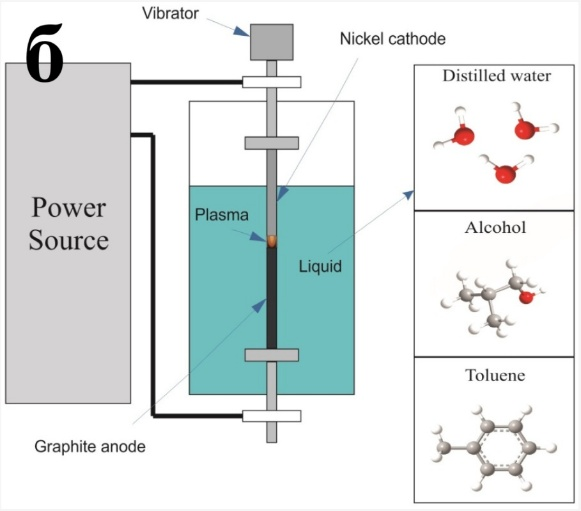 б
Vibrator
Nickel cathode
Distilled water
Power
Source
Plasma
Liquid
Alcohol
Toluene
Graphite anode